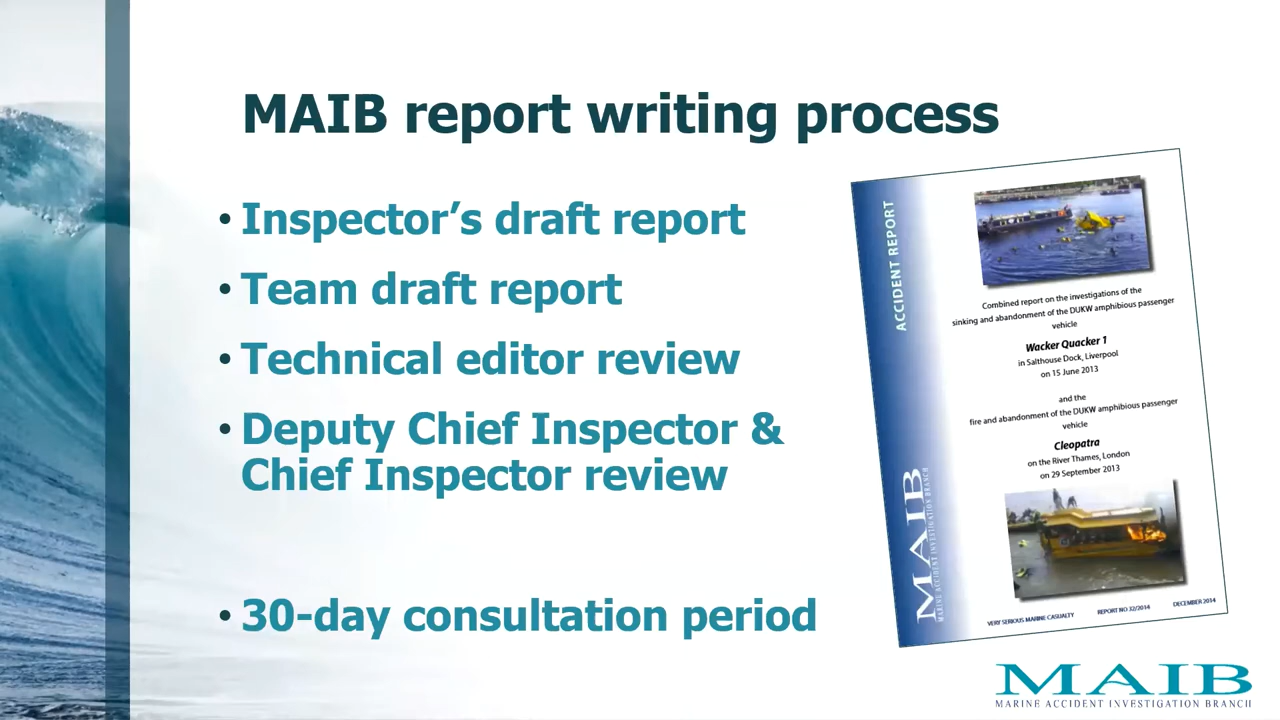 MAIB report writing process
• Inspector’s draft report
• Team draft report
• Technical editor review
• Deputy Chief Inspector &
Chief Inspector review
• 30-day consultation period
ACCIDENT REPORT
Combined report on the investigations of the
sinking and abandonment of the DUKW amphibious passenger
vehicle
Wacker Quacker 1
in Salthouse Dock, Liverpool
on 15 June 2013
and the
fire and abandonment of the DUKW amphibious passenger
vehicle
Cleopatra
on the River Thames, London
on 29 September 2013
MAIB
MARINE ACCIDENT INVESTIGATION BRANCH
VERY SERIOUS MARINE CASUALTY REPORT NO 32/2014 DECEMBER 2014
MAIB
MARINE ACCIDENT INVESTIGATION BRANCH